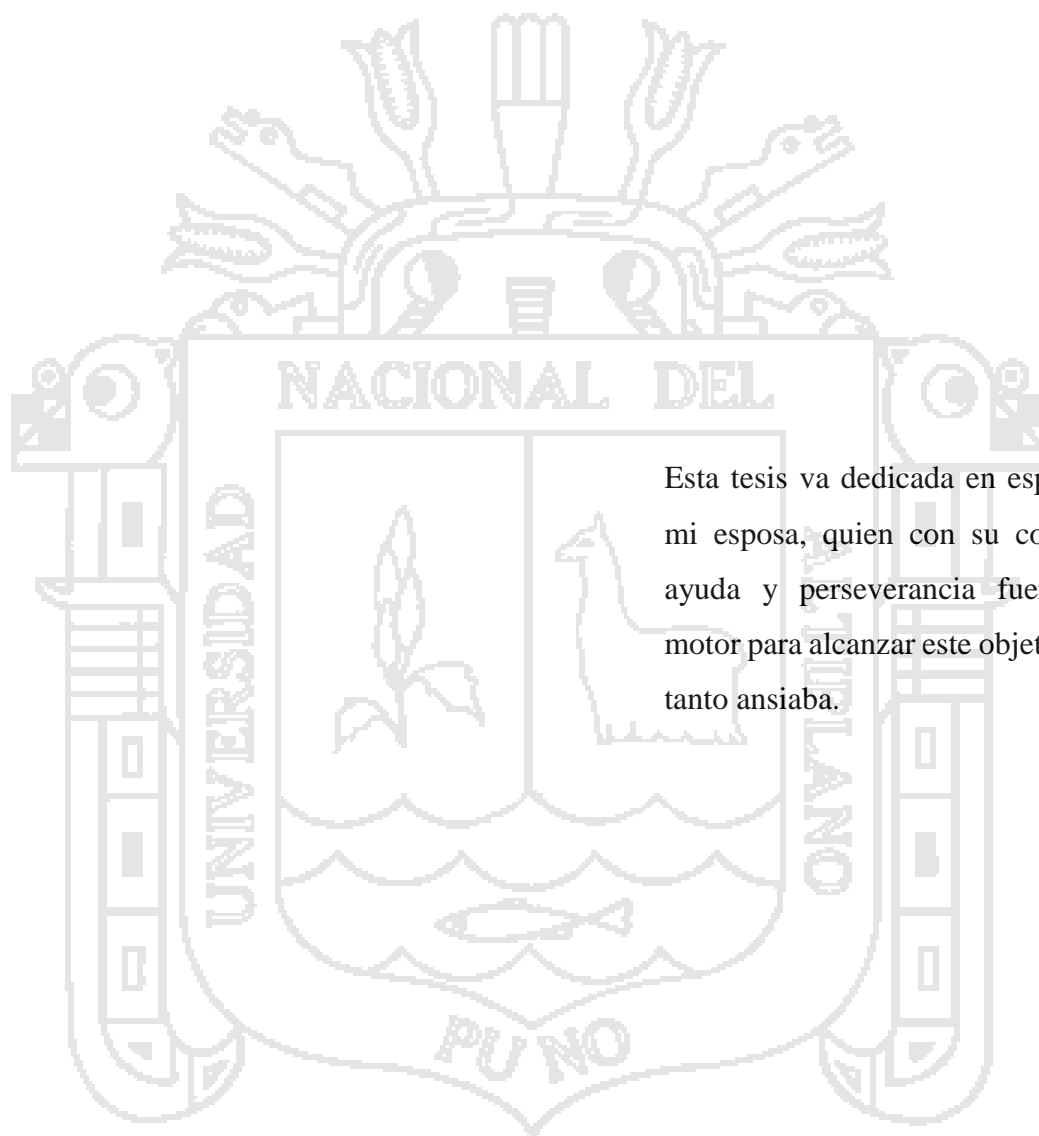 NACIONAL DEL
UNIVERSIDAD
ALTIPLANO
PUNO
Esta tesis va dedicada en
mi esposa, quien con su
ayuda y perseverancia
motor para alcanzar este
tanto ansiaba.